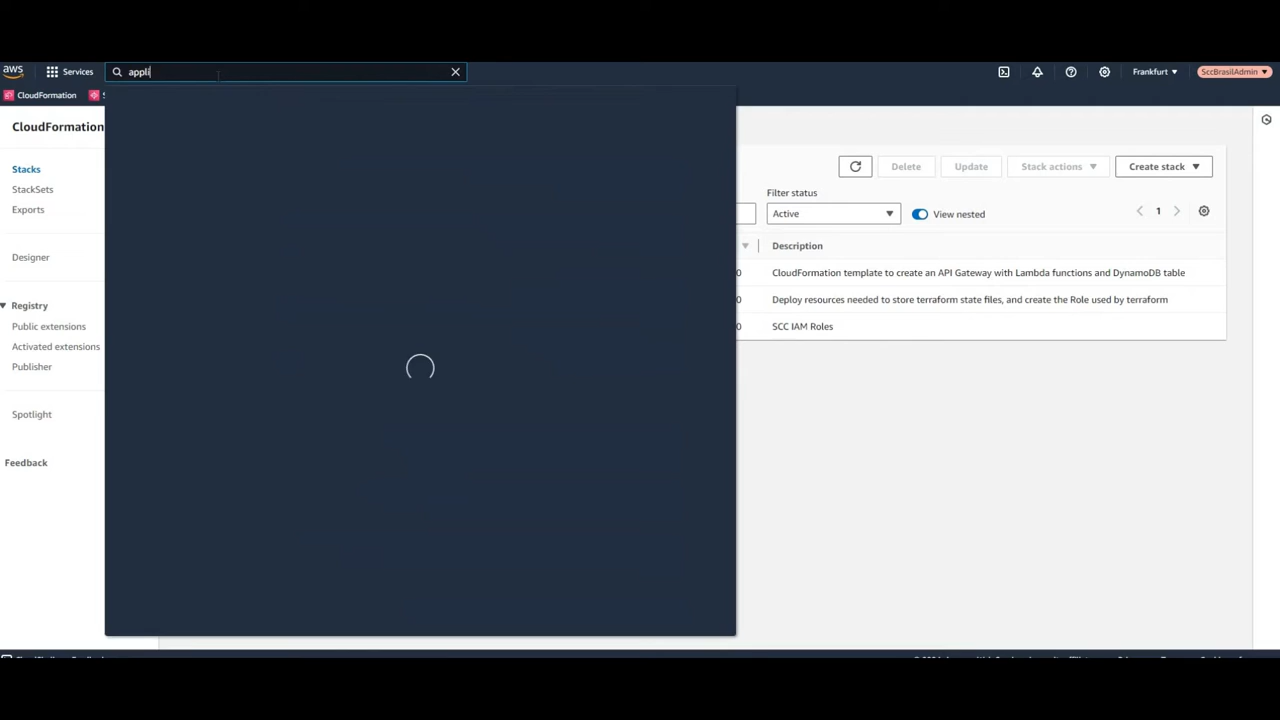 aws
Services
appli
Frankfurt
SccBrasilAdmin
CloudFormation
CloudFormation
Stacks
StackSets
Exports
Designer
Registry
Public extensions
Activated extensions
Publisher
Spotlight
Feedback
Delete
Update
Stack actions
Create stack
Filter status
Active
View nested
1
Description
0 CloudFormation template to create an API Gateway with Lambda functions and DynamoDB table
0 Deploy resources needed to store terraform state files, and create the Role used by terraform
0 SCC IAM Roles